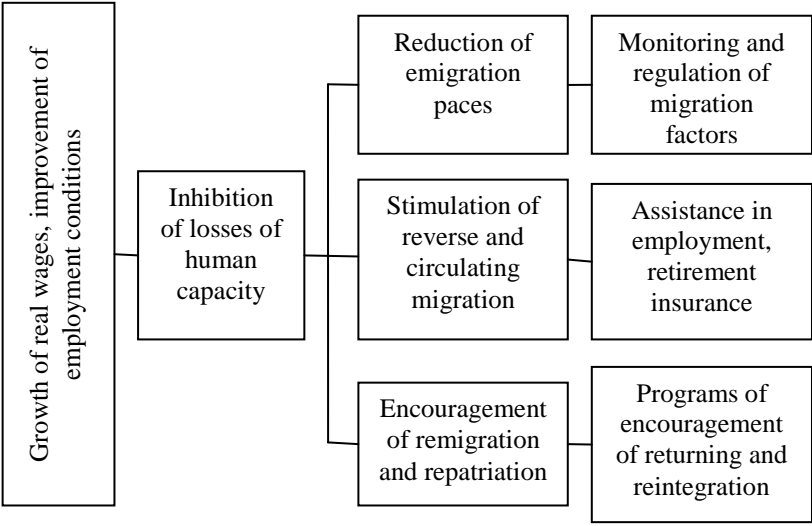 Growth of real wages, improvement of
employment conditions
Inhibition
of losses of
human
capacity
Reduction of
emigration
paces
Monitoring and
regulation of
migration
factors
Stimulation of
reverse and
circulating
migration
Assistance in
employment,
retirement
insurance
Encouragement
of remigration
and repatriation
Programs of
encouragement
of returning and
reintegration